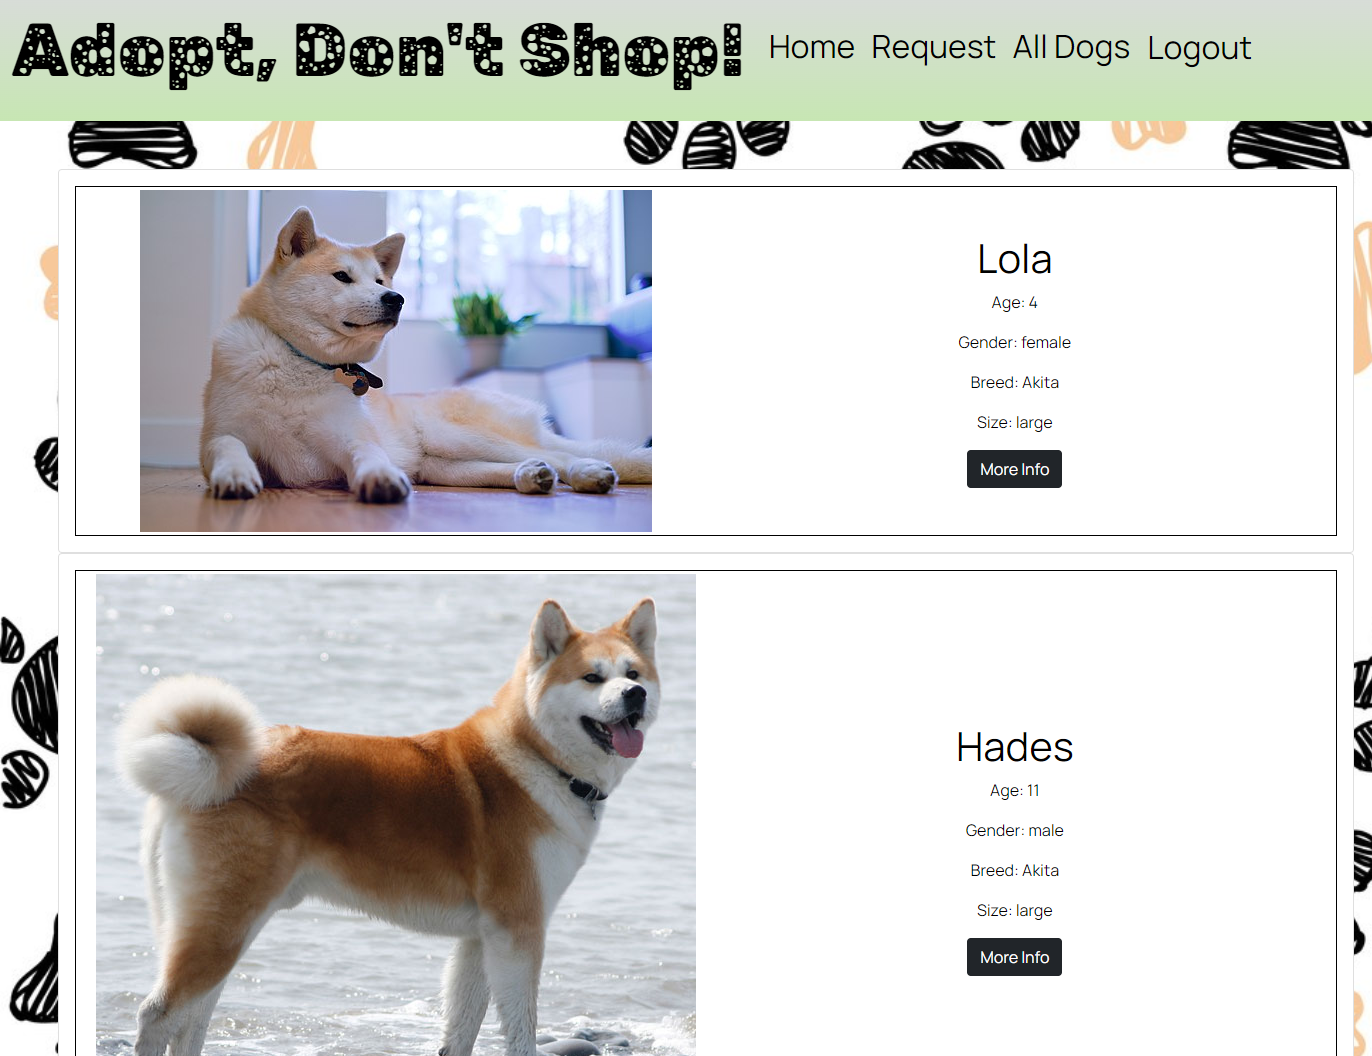 Adopt, Don't Shop! Home Request All Dogs Logout
Lola
Age: 4
Gender: female
Breed: Akita
Size: large
More Info
Hades
Age: 11
Gender: male
Breed: Akita
Size: large
More Info